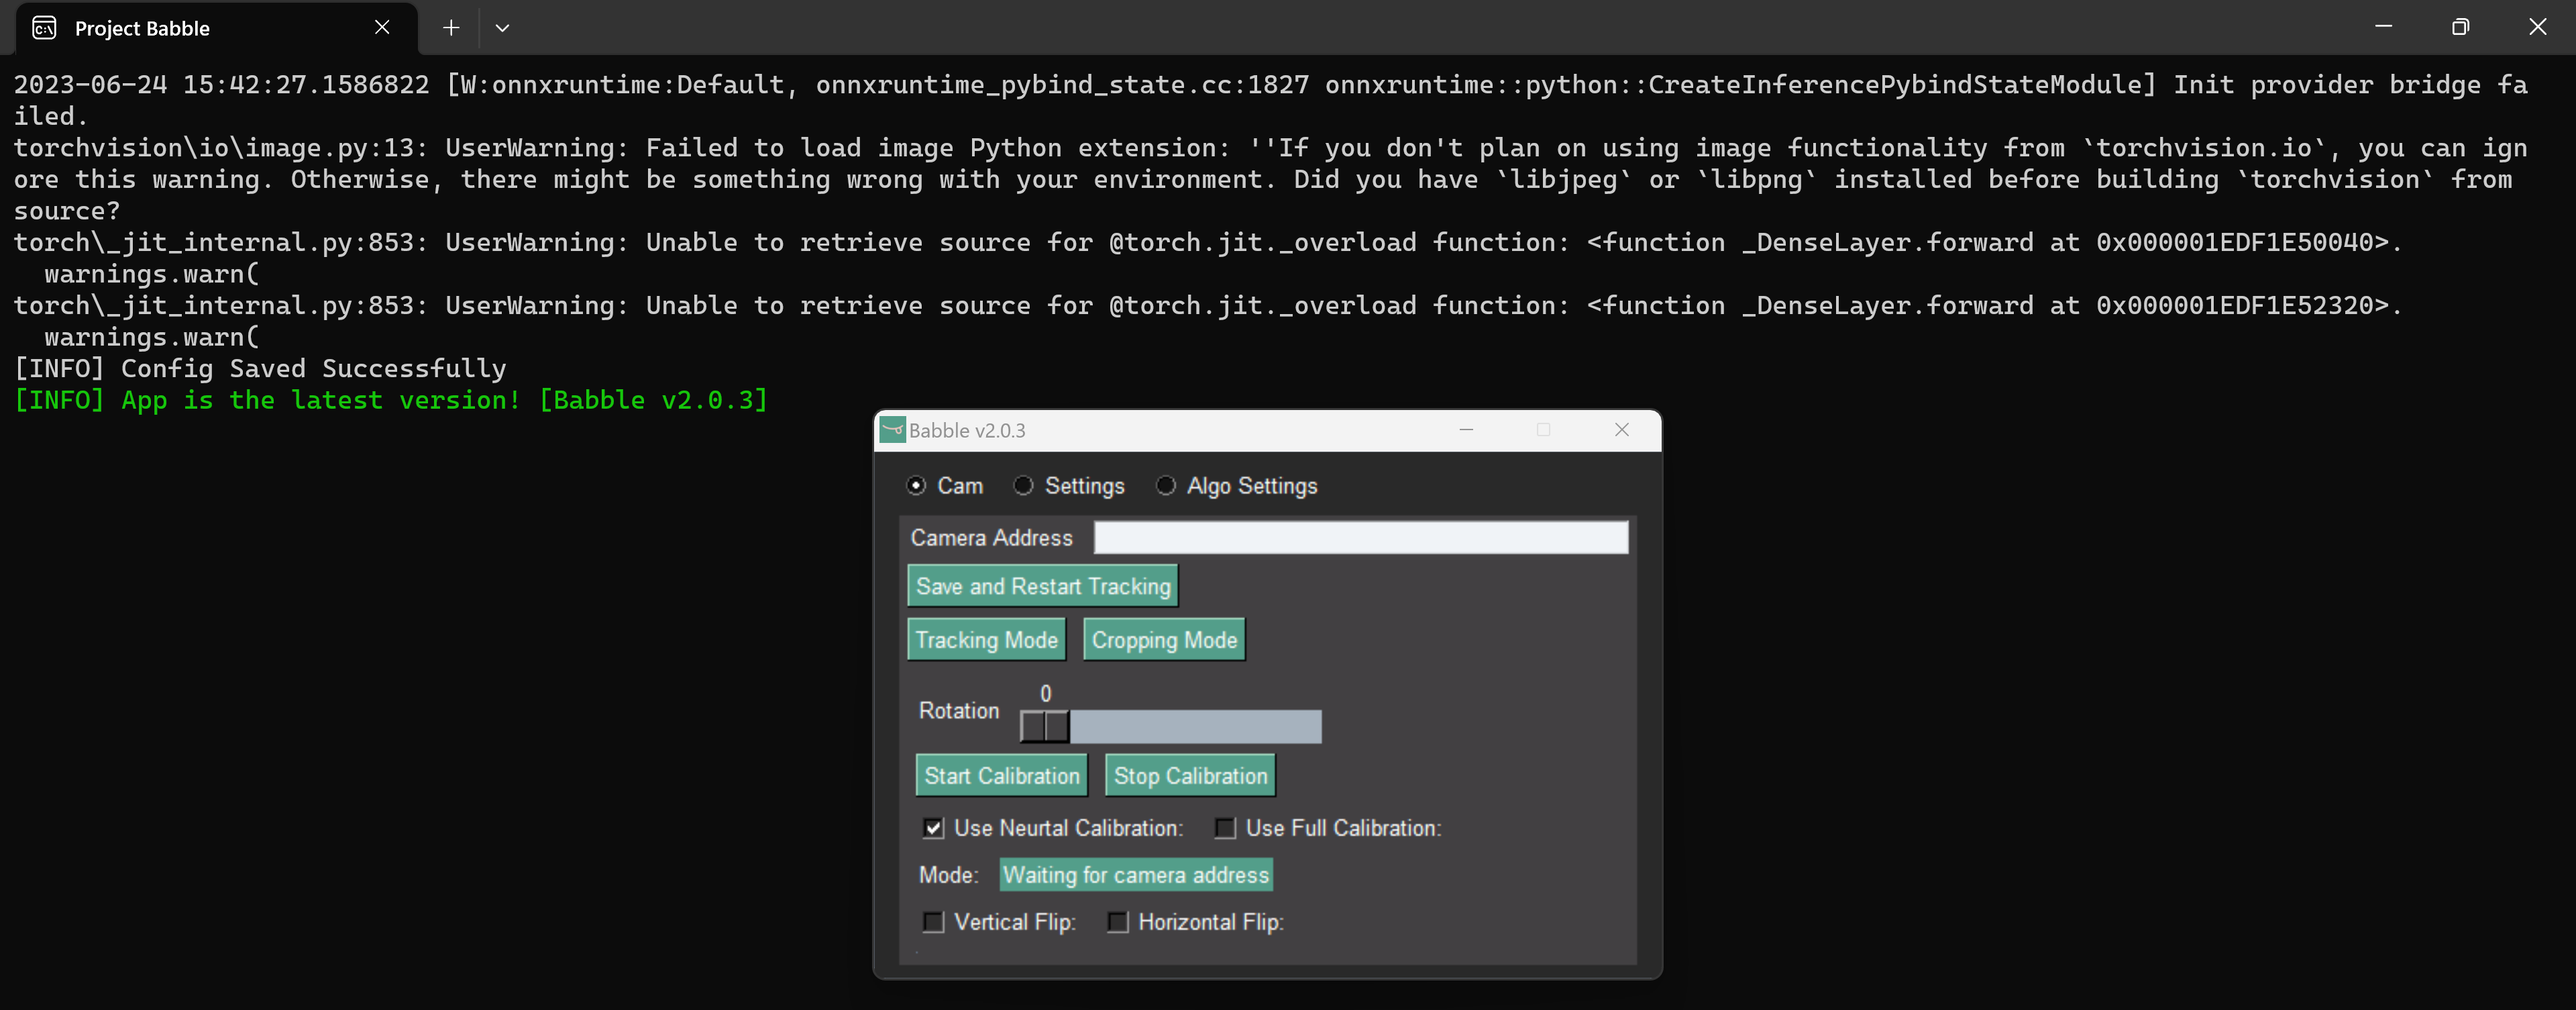 Project Babble
2023-06-24 15:42:27.1586822 [W:onnxruntime:Default, onnxruntime_pybind_state.cc:1827 onnxruntime::python::CreateInferencePybindStateModule] Init provider bridge fa
iled.
torchvision\io\image.py:13: UserWarning: Failed to load image Python extension: ''If you don't plan on using image functionality from `torchvision.io`, you can ign
ore this warning. Otherwise, there might be something wrong with your environment. Did you have `libjpeg` or `libpng` installed before building `torchvision` from
source?
torch\_jit_internal.py:853: UserWarning: Unable to retrieve source for @torch.jit._overload function: <function _DenseLayer.forward at 0x000001EDF1E50040>.
  warnings.warn(
torch\_jit_internal.py:853: UserWarning: Unable to retrieve source for @torch.jit._overload function: <function _DenseLayer.forward at 0x000001EDF1E52320>.
  warnings.warn(
[INFO] Config Saved Successfully
[INFO] App is the latest version! [Babble v2.0.3]
Babble v2.0.3
Cam Settings Algo Settings
Camera Address
Save and Restart Tracking
Tracking Mode Cropping Mode
0
Rotation
Start Calibration Stop Calibration
Use Neurtal Calibration: Use Full Calibration:
Mode: Waiting for camera address
Vertical Flip: Horizontal Flip: